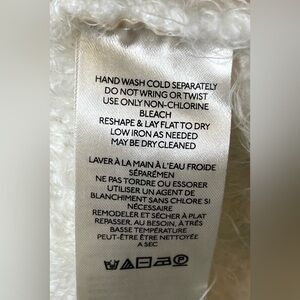 HAND WASH COLD SEPARATELY
DO NOT WRING OR TWIST
USE ONLY NON-CHLORINE
BLEACH
RESHAPE & LAY FLAT TO DRY
LOW IRON AS NEEDED
MAY BE DRY CLEANED
LAVER À LA MAIN À L'EAU FROIDE
SÉPARÉMEN
NE PAS TORDRE OU ESSORER
UTILISER UN AGENT DE
BLANCHIMENT SANS CHLORE SI
NÉCESSAIRE
REMODELER ET SÉCHER À PLAT
REPASSER, AU BESOIN, À TRÈS
BASSE TEMPÉRATURE
PEUT-ÊTRE ÊTRE NETTOYÉE
A SEC